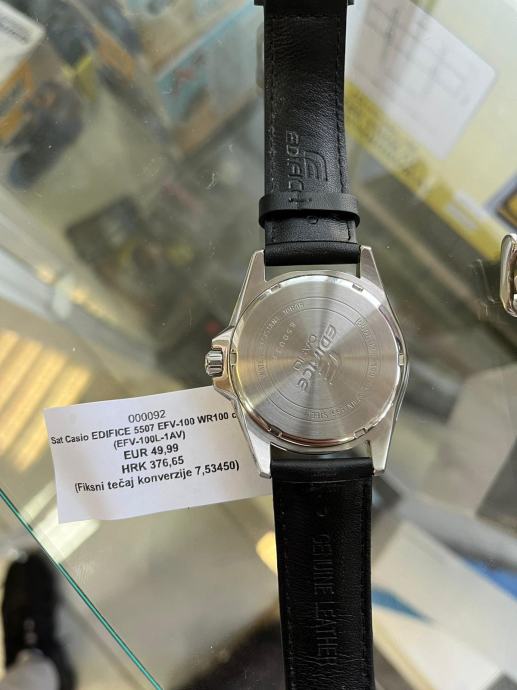 EDIFICE
EDIFICE
CASIO
000092
Sat Casio EDIFICE 5507 EFV-100 WR100
(EFV-100L-1AV)
EUR 49,99
HRK 376,65
(Fiksni tečaj konverzije 7,53450)
GENUINE LEATHER